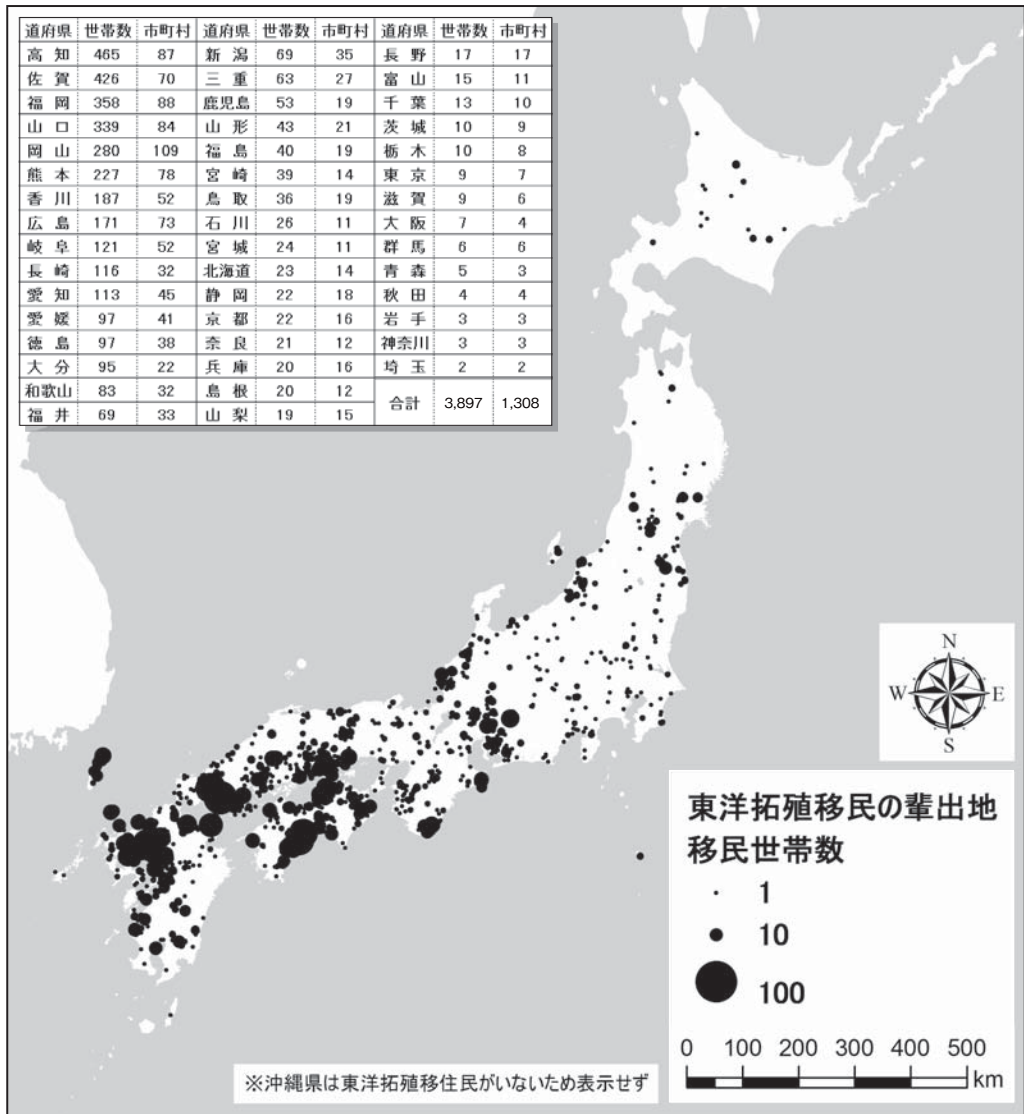 道府県 世帯数 市町村 道府県 世帯数 市町村 道府県 世帯数 市町村
高知 465 87 新潟 69 35 長野 17 17
佐賀 426 70 三重 63 27 富山 15 11
福岡 358 88 鹿児島 53 19 千葉 13 10
山口 339 84 山形 43 21 茨城 10 9
岡山 280 109 福島 40 19 栃木 10 8
熊本 227 78 宮崎 39 14 東京 9 7
香川 187 52 鳥取 36 19 滋賀 9 6
広島 171 73 石川 26 11 大阪 7 4
岐阜 121 52 宮城 24 11 群馬 6 6
長崎 116 32 北海道 23 14 青森 5 3
愛知 113 45 静岡 22 18 秋田 4 4
愛媛 97 41 京都 22 16 岩手 3 3
徳島 97 38 奈良 21 12 神奈川 3 3
大分 95 22 兵庫 20 16 埼玉 2 2
和歌山 83 32 島根 20 12 合計 3,897 1,308
福井 69 33 山梨 19 15
N
W E
S
東洋拓殖移民の輩出地
移民世帯数
1
10
100
0 100 200 300 400 500
km
※沖縄県は東洋拓殖移住民がいないため表示せず